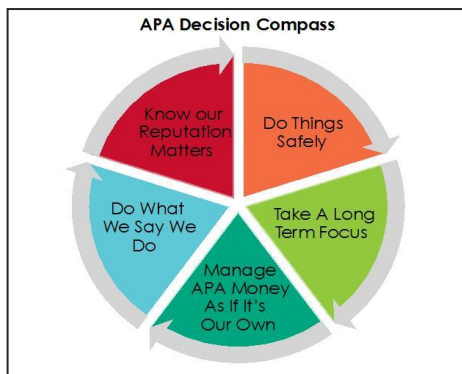 APA Decision Compass
Know our
Reputation
Matters
Do Things
Safely
Do What
We Say We
Do
Take A Long
Term Focus
Manage
APA Money
As If It's
Our Own